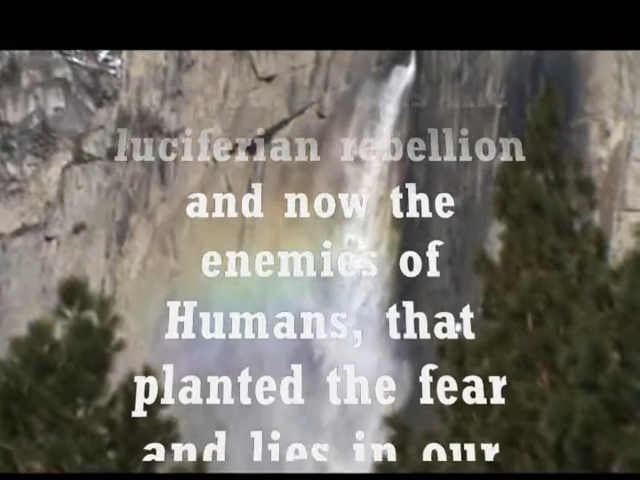 luciferian rebellion
and now the
enemies of
Humans, that
planted the fear
and lies in our